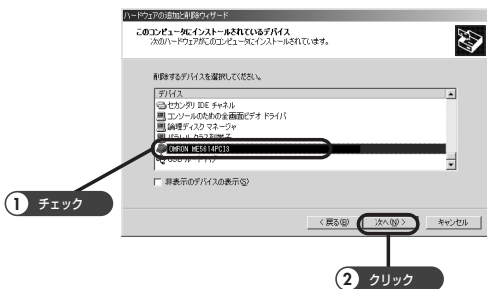 ハードウェアの追加と削除ウィザード
このコンピュータにインストールされているデバイス
次のハードウェアがこのコンピュータにインストールされています。
削除するデバイスを選択してください。
デバイス
セカンダリ IDE チャネル
コンソールのための全画面ビデオ ドライバ
論理ディスク マネージャ
OMRON ME5614PCI3
非表示のデバイスの表示(S)
1 チェック
< 戻る(B)
次へ(N) >
キャンセル
2 クリック